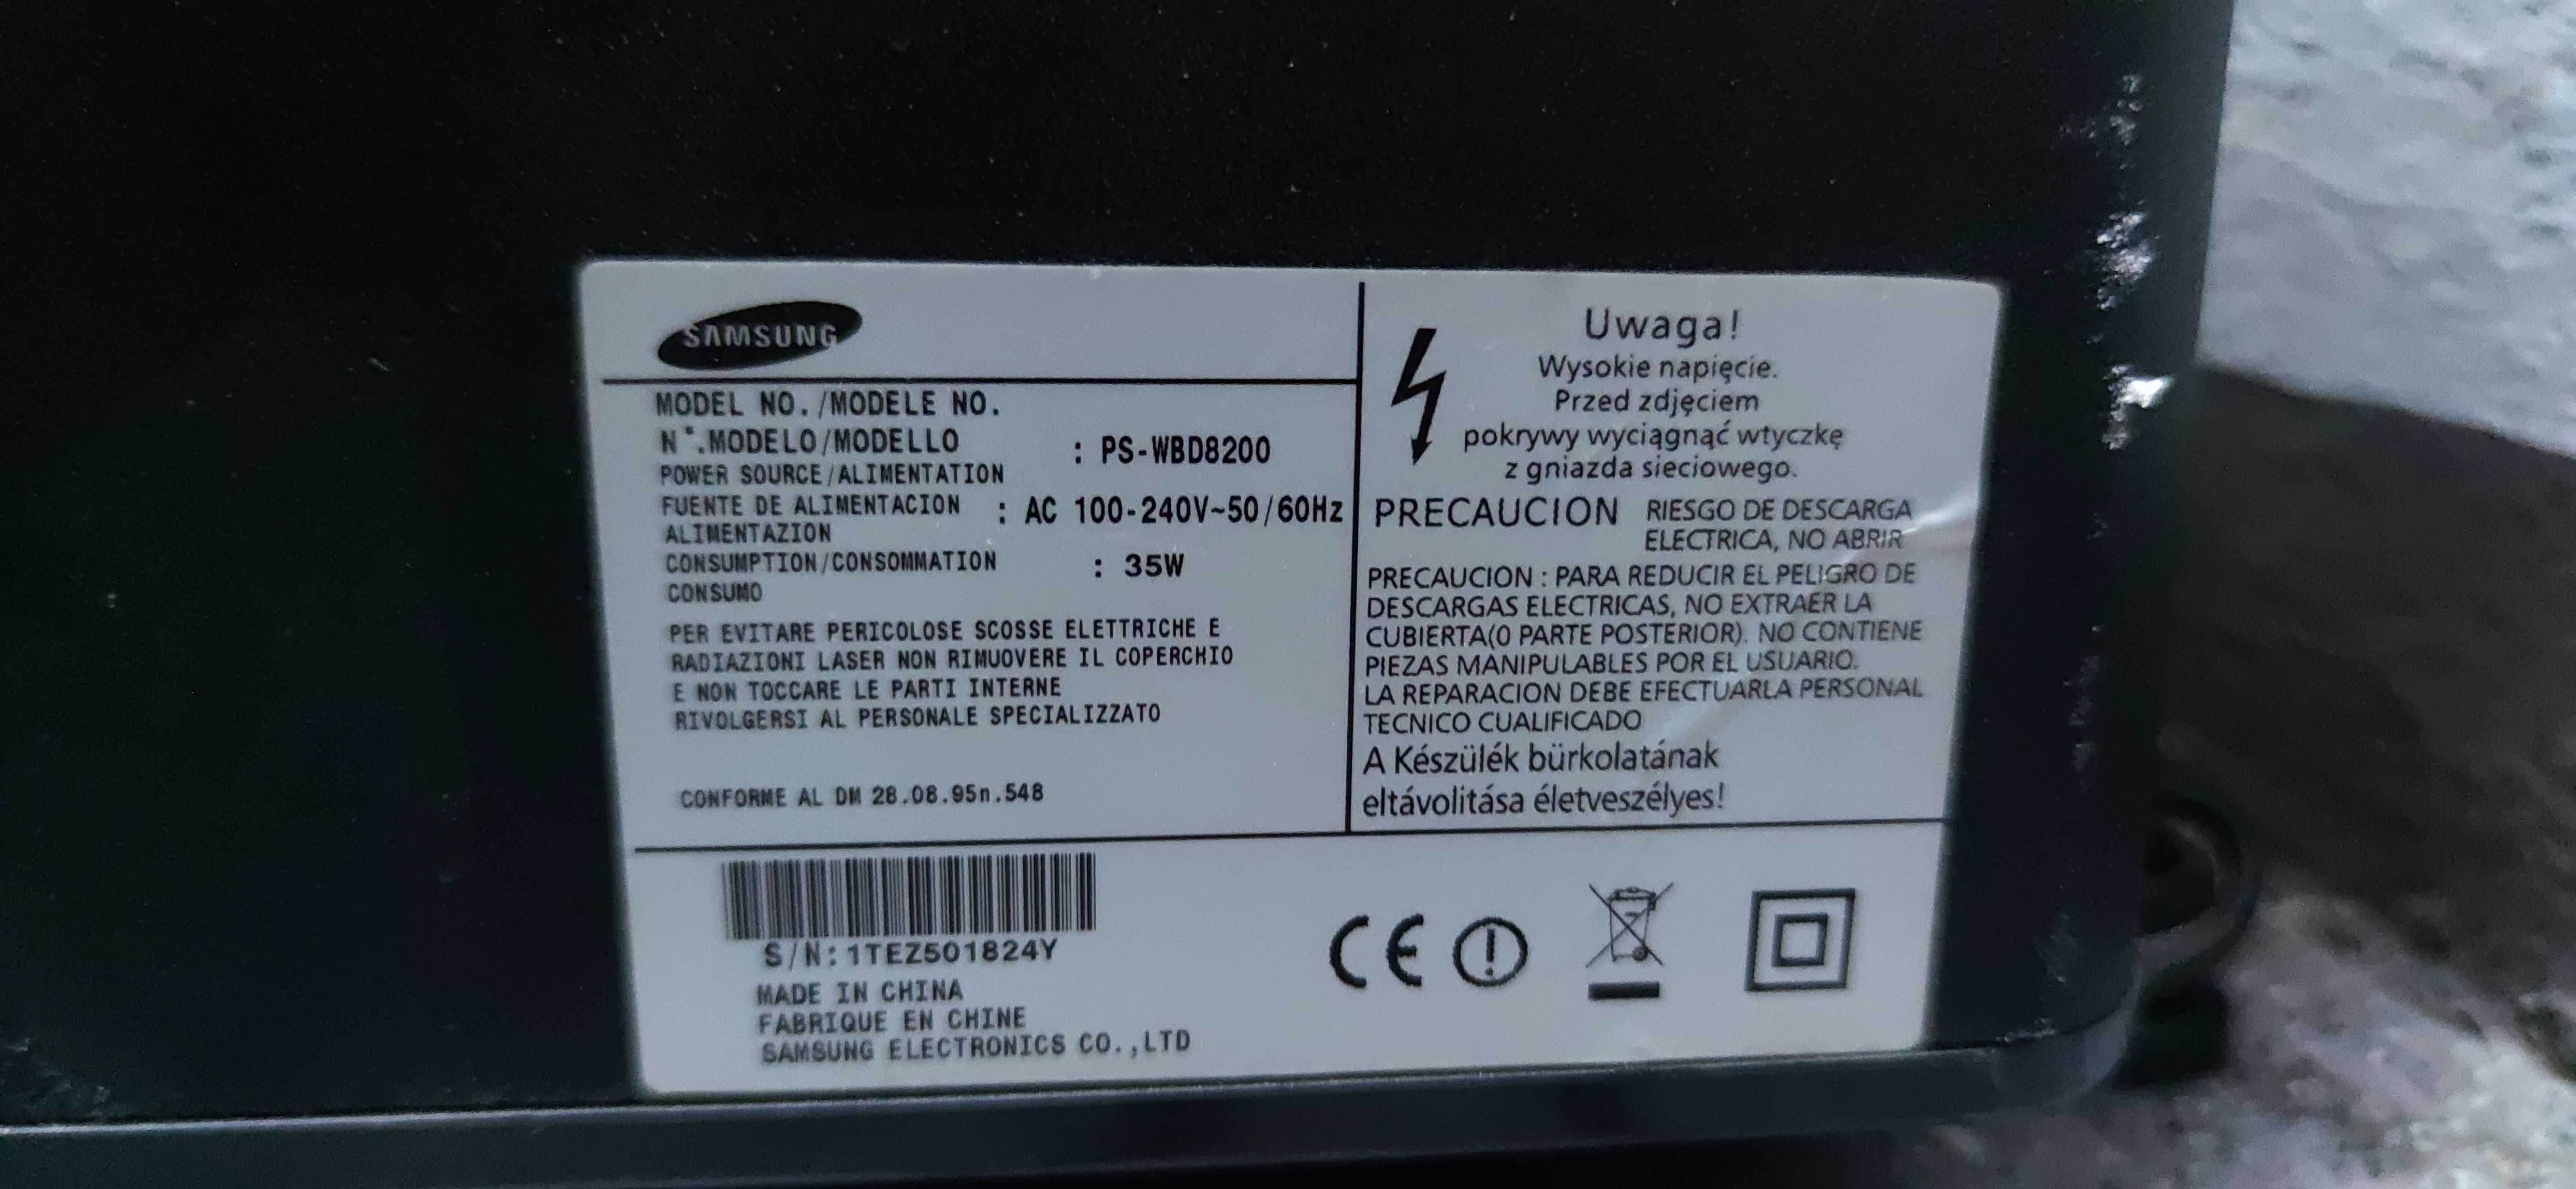 SAMSUNG
MODEL NO./MODELE NO.
N°.MODELO/MODELLO : PS-WBD8200
POWER SOURCE/ALIMENTATION
FUENTE DE ALIMENTACION : AC 100-240V~50/60Hz
ALIMENTAZION
CONSUMPTION/CONSOMMATION : 35W
CONSUMO
PER EVITARE PERICOLOSE SCOSSE ELETTRICHE E
RADIAZIONI LASER NON RIMUOVERE IL COPERCHIO
E NON TOCCARE LE PARTI INTERNE
RIVOLGERSI AL PERSONALE SPECIALIZZATO
CONFORME AL DM 28.08.95n.548
Uwaga!
Wysokie napięcie.
Przed zdjęciem
pokrywy wyciągnąć wtyczkę
z gniazda sieciowego.
PRECAUCION RIESGO DE DESCARGA
ELECTRICA, NO ABRIR
PRECAUCION : PARA REDUCIR EL PELIGRO DE
DESCARGAS ELECTRICAS, NO EXTRAER LA
CUBIERTA(O PARTE POSTERIOR). NO CONTIENE
PIEZAS MANIPULABLES POR EL USUARIO.
LA REPARACION DEBE EFECTUARLA PERSONAL
TECNICO CUALIFICADO
A Készülék bürkolatának
eltávolitása életveszélyes!
S/N:1TEZ501824Y
MADE IN CHINA
FABRIQUE EN CHINE
SAMSUNG ELECTRONICS CO.,LTD
CE